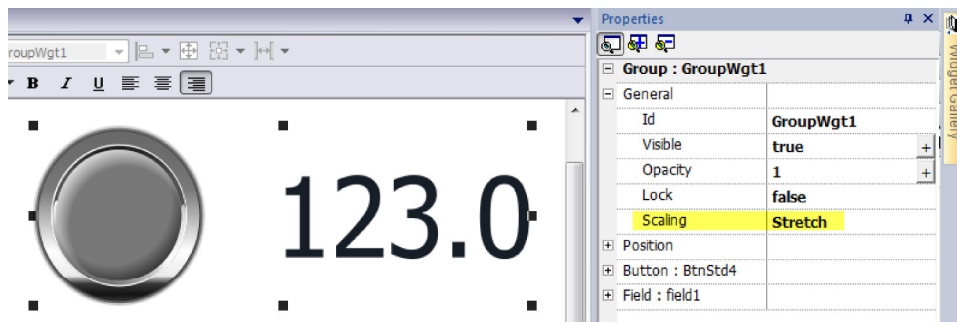 Properties
roupWgt1
B I U
Group : GroupWgt1
General
Id GroupWgt1
Visible true +
Opacity 1 +
Lock false
Scaling Stretch
Position
Button : BtnStd4
Field : field1
123.0
Widget Gallery